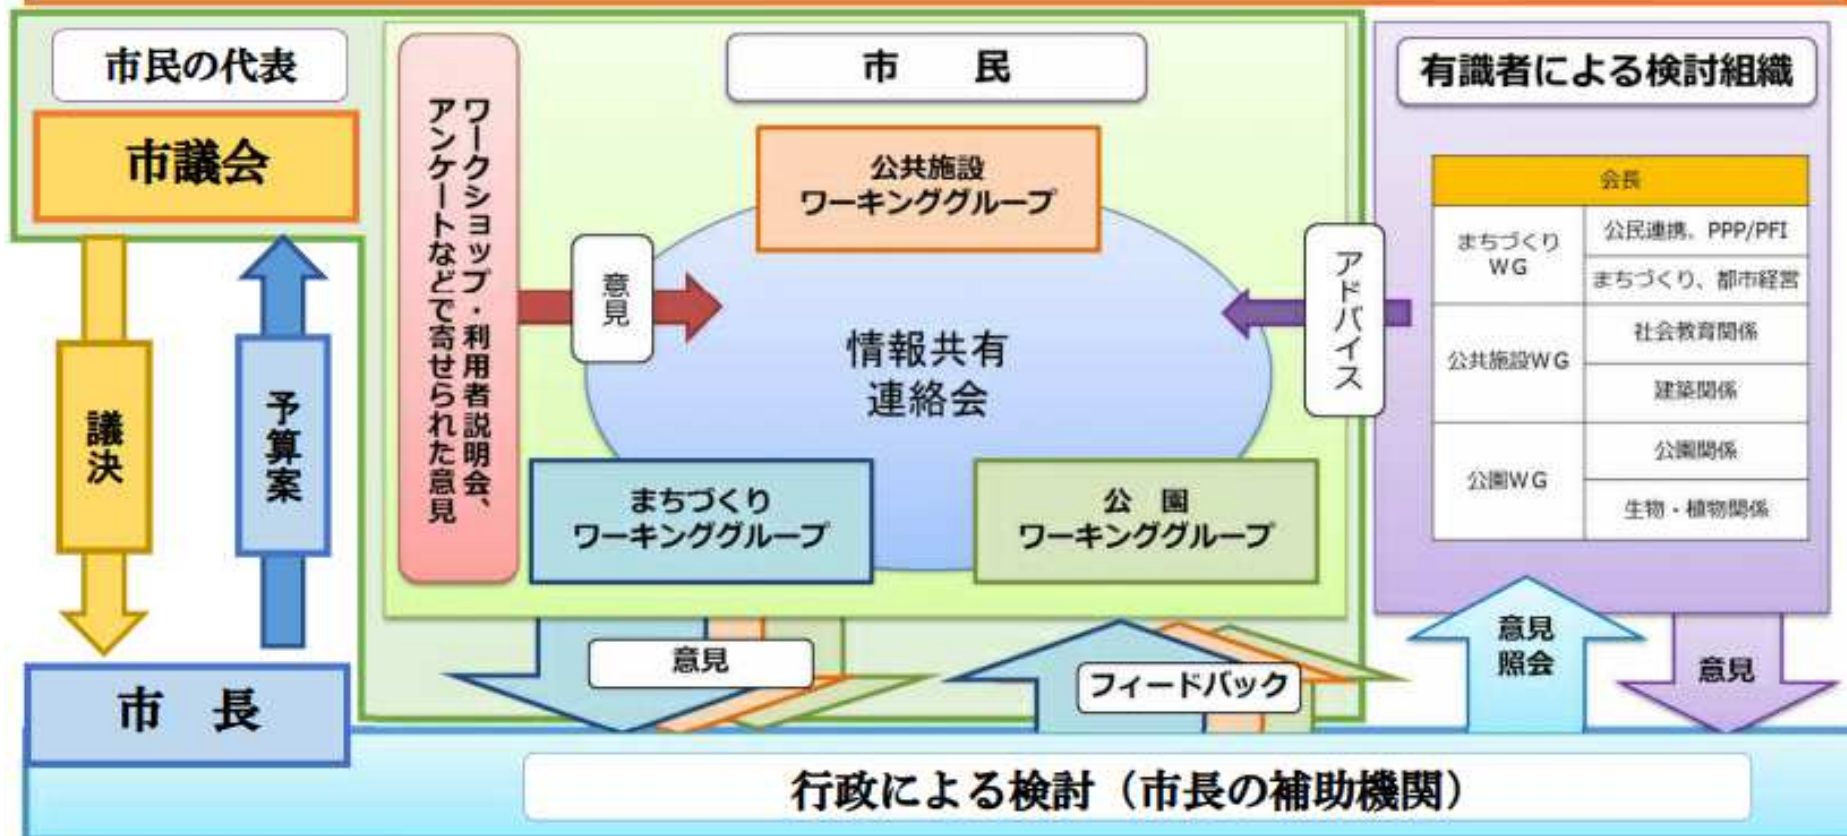 市民の代表
市議会
議決
予算案
市　長
ワークショップ・利用者説明会、
アンケートなどで寄せられた意見
市　　民
公共施設
ワーキンググループ
意見
情報共有
連絡会
アドバイス
まちづくり
ワーキンググループ
公　園
ワーキンググループ
意見
フィードバック
有識者による検討組織
会長
まちづくり
WG
公民連携、PPP/PFI
まちづくり、都市経営
公共施設WG
社会教育関係
建築関係
公園WG
公園関係
生物・植物関係
意見
照会
意見
行政による検討（市長の補助機関）